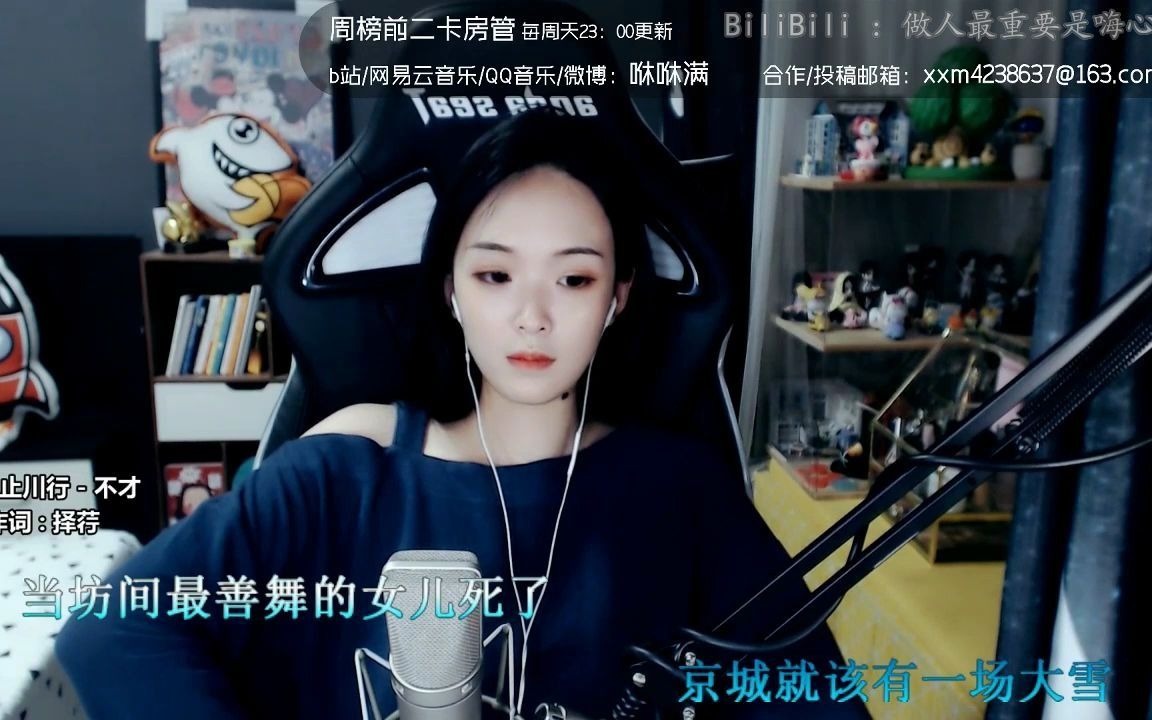 周榜前二卡房管 每周天23：00更新
BiliBili ：做人最重要是嗨心
b站/网易云音乐/QQ音乐/微博：咻咻满
合作/投稿邮箱：xxm4238637@163.com
止川行 - 不才
作词：择荇
当坊间最善舞的女儿死了
京城就该有一场大雪